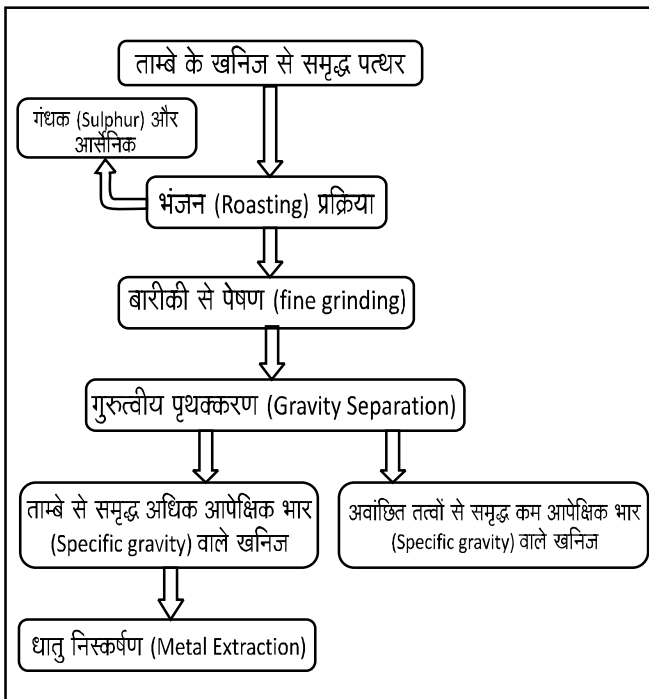 ताम्बे के खनिज से समृद्ध पत्थर
गंधक (Sulphur) और
आर्सेनिक
भंजन (Roasting) प्रक्रिया
बारीकी से पेषण (fine grinding)
गुरुत्वीय पृथक्करण (Gravity Separation)
ताम्बे से समृद्ध अधिक आपेक्षिक भार
(Specific gravity) वाले खनिज
अवांछित तत्वों से समृद्ध कम आपेक्षिक भार
(Specific gravity) वाले खनिज
धातु निस्कर्षण (Metal Extraction)